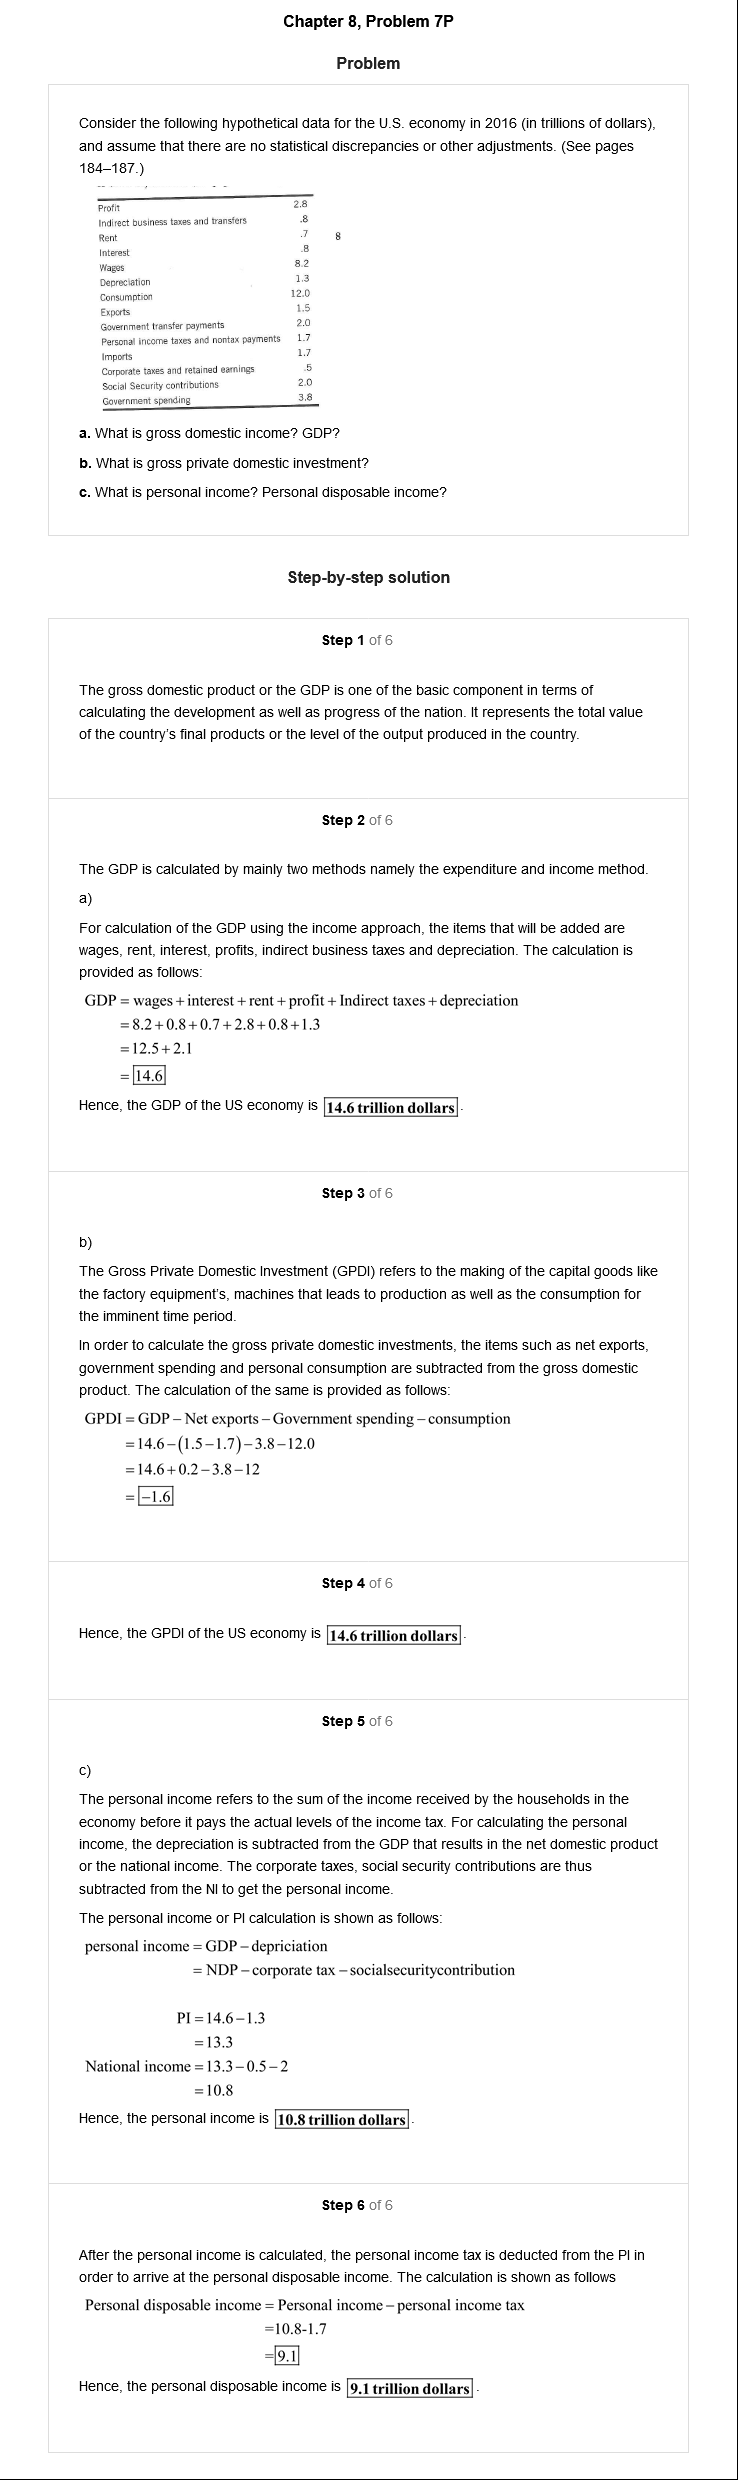 Chapter 8, Problem 7P
Problem
Consider the following hypothetical data for the U.S. economy in 2016 (in trillions of dollars),
and assume that there are no statistical discrepancies or other adjustments. (See pages
184–187.)
Profit 2.8
Indirect business taxes and transfers .8
Rent .7 8
Interest .8
Wages 8.2
Depreciation 1.3
Consumption 12.0
Exports 1.5
Government transfer payments 2.0
Personal income taxes and nontax payments 1.7
Imports 1.7
Corporate taxes and retained earnings .5
Social Security contributions 2.0
Government spending 3.8
a. What is gross domestic income? GDP?
b. What is gross private domestic investment?
c. What is personal income? Personal disposable income?
Step-by-step solution
Step 1 of 6
The gross domestic product or the GDP is one of the basic component in terms of
calculating the development as well as progress of the nation. It represents the total value
of the country's final products or the level of the output produced in the country.
Step 2 of 6
The GDP is calculated by mainly two methods namely the expenditure and income method.
a)
For calculation of the GDP using the income approach, the items that will be added are
wages, rent, interest, profits, indirect business taxes and depreciation. The calculation is
provided as follows:
GDP = wages + interest + rent + profit + Indirect taxes + depreciation
= 8.2 + 0.8 + 0.7 + 2.8 + 0.8 + 1.3
= 12.5 + 2.1
= 14.6
Hence, the GDP of the US economy is 14.6 trillion dollars.
Step 3 of 6
b)
The Gross Private Domestic Investment (GPDI) refers to the making of the capital goods like
the factory equipment's, machines that leads to production as well as the consumption for
the imminent time period.
In order to calculate the gross private domestic investments, the items such as net exports,
government spending and personal consumption are subtracted from the gross domestic
product. The calculation of the same is provided as follows:
GPDI = GDP – Net exports – Government spending – consumption
= 14.6 – (1.5 – 1.7) – 3.8 – 12.0
= 14.6 + 0.2 – 3.8 – 12
= –1.6
Step 4 of 6
Hence, the GPDI of the US economy is 14.6 trillion dollars.
Step 5 of 6
c)
The personal income refers to the sum of the income received by the households in the
economy before it pays the actual levels of the income tax. For calculating the personal
income, the depreciation is subtracted from the GDP that results in the net domestic product
or the national income. The corporate taxes, social security contributions are thus
subtracted from the NI to get the personal income.
The personal income or PI calculation is shown as follows:
personal income = GDP – depriciation
= NDP – corporate tax – socialsecuritycontribution
PI = 14.6 – 1.3
= 13.3
National income = 13.3 – 0.5 – 2
= 10.8
Hence, the personal income is 10.8 trillion dollars.
Step 6 of 6
After the personal income is calculated, the personal income tax is deducted from the PI in
order to arrive at the personal disposable income. The calculation is shown as follows
Personal disposable income = Personal income – personal income tax
=10.8-1.7
=9.1
Hence, the personal disposable income is 9.1 trillion dollars.